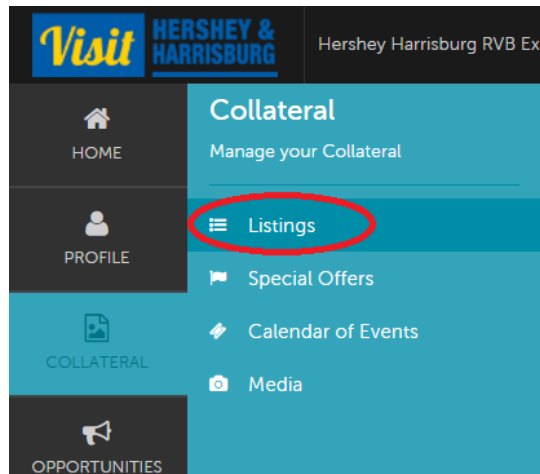 Visit
HERSHEY &
HARRISBURG
Hershey Harrisburg RVB Ex
HOME
PROFILE
COLLATERAL
OPPORTUNITIES
Collateral
Manage your Collateral
Listings
Special Offers
Calendar of Events
Media